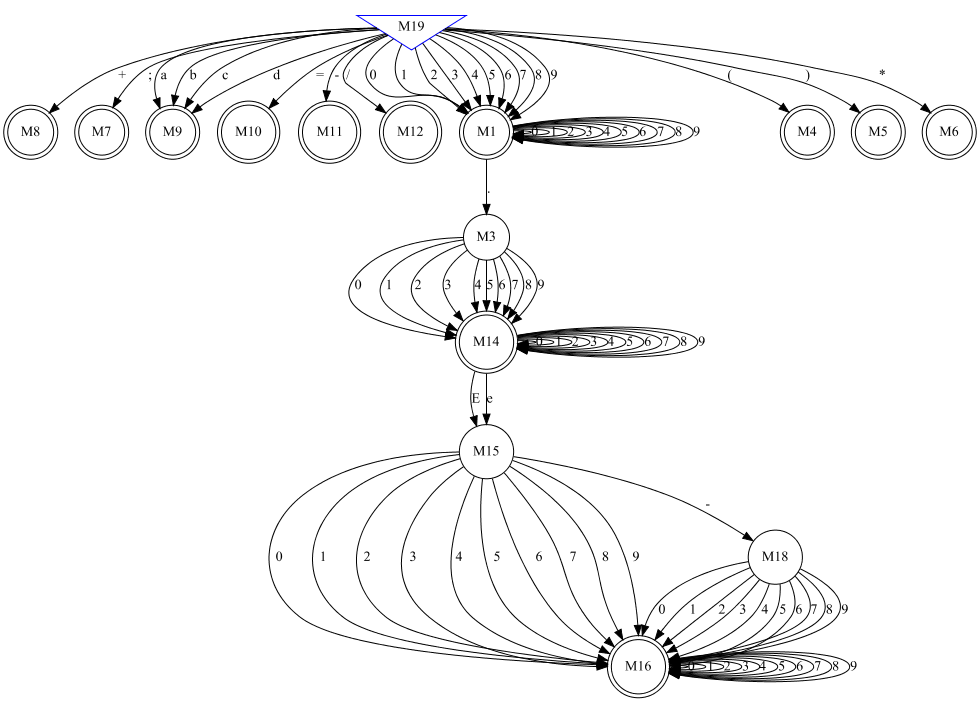 M19
+ ; a b c d = - / 0 1 2 3 4 5 6 7 8 9 ( ) *
M8 M7 M9 M10 M11 M12 M1 0 1 2 3 4 5 6 7 8 9 M4 M5 M6
.
M3
0 1 2 3 4 5 6 7 8 9
M14 0 1 2 3 4 5 6 7 8 9
E e
M15
-
0 1 2 3 4 5 6 7 8 9 M18
0 1 2 3 4 5 6 7 8 9
M16 0 1 2 3 4 5 6 7 8 9